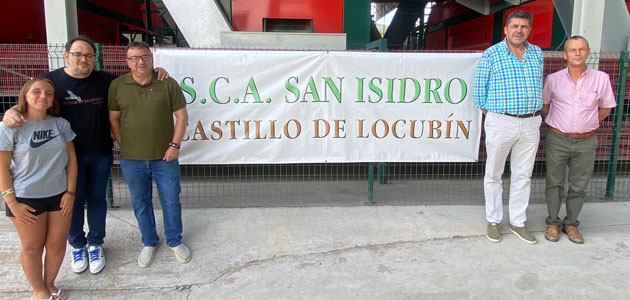 S.C.A. SAN ISIDRO
CASTILLO DE LOCUBÍN
NIKE